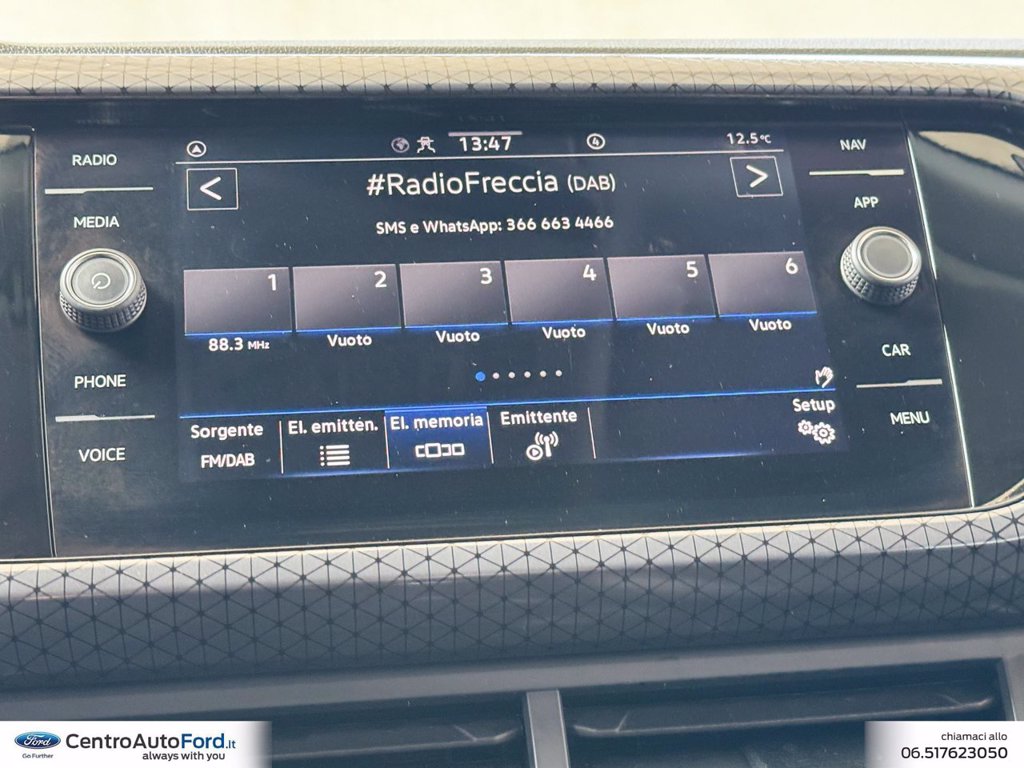 RADIO
MEDIA
PHONE
VOICE
13:47
4
12.5°C
<
#RadioFreccia (DAB)
>
SMS e WhatsApp: 366 663 4466
1 2 3 4 5 6
88.3 MHz Vuoto Vuoto Vuoto Vuoto Vuoto
Sorgente El. emitten. El. memoria Emittente Setup
FM/DAB
NAV
APP
CAR
MENU
Ford
Go Further
CentroAutoFord.it
always with you
chiamaci allo
06.517623050